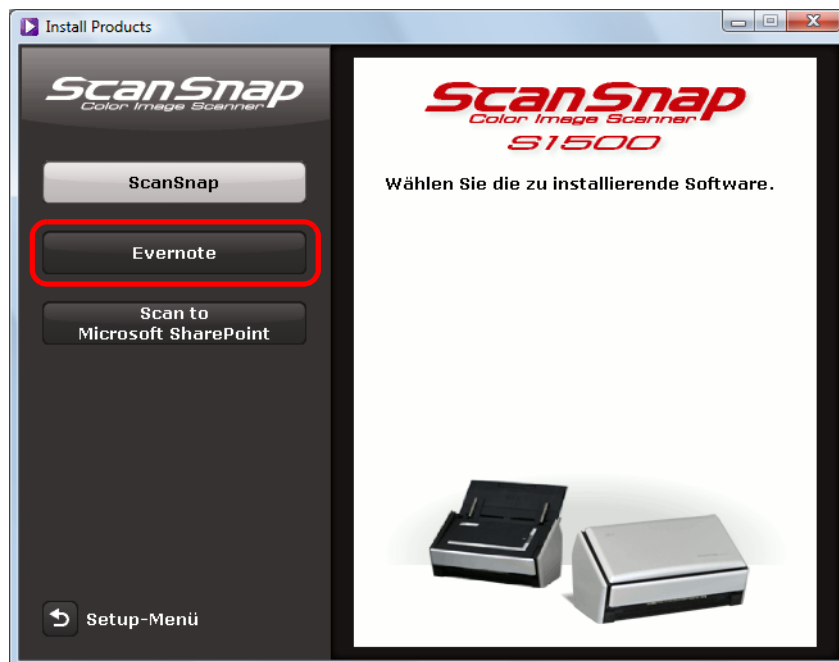 Install Products
ScanSnap
Color Image Scanner
ScanSnap
Evernote
Scan to
Microsoft SharePoint
Setup-Menü
ScanSnap
Color Image Scanner
S1500
Wählen Sie die zu installierende Software.